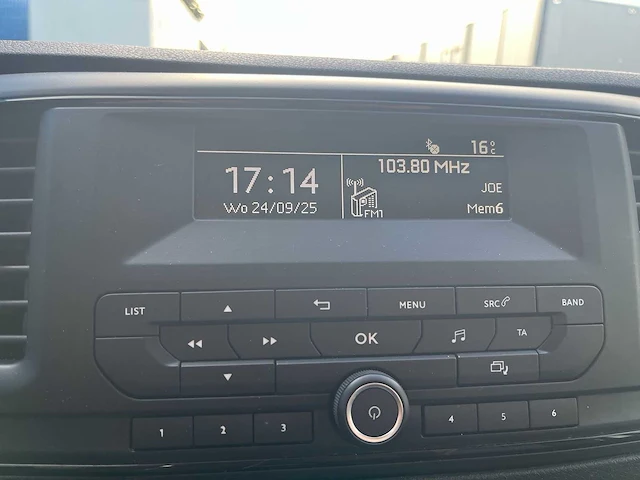 16°C
103.80 MHz
17:14
JOE
Wo 24/09/25
FM1
Mem6
LIST
MENU
SRC
BAND
OK
TA
1
2
3
4
5
6